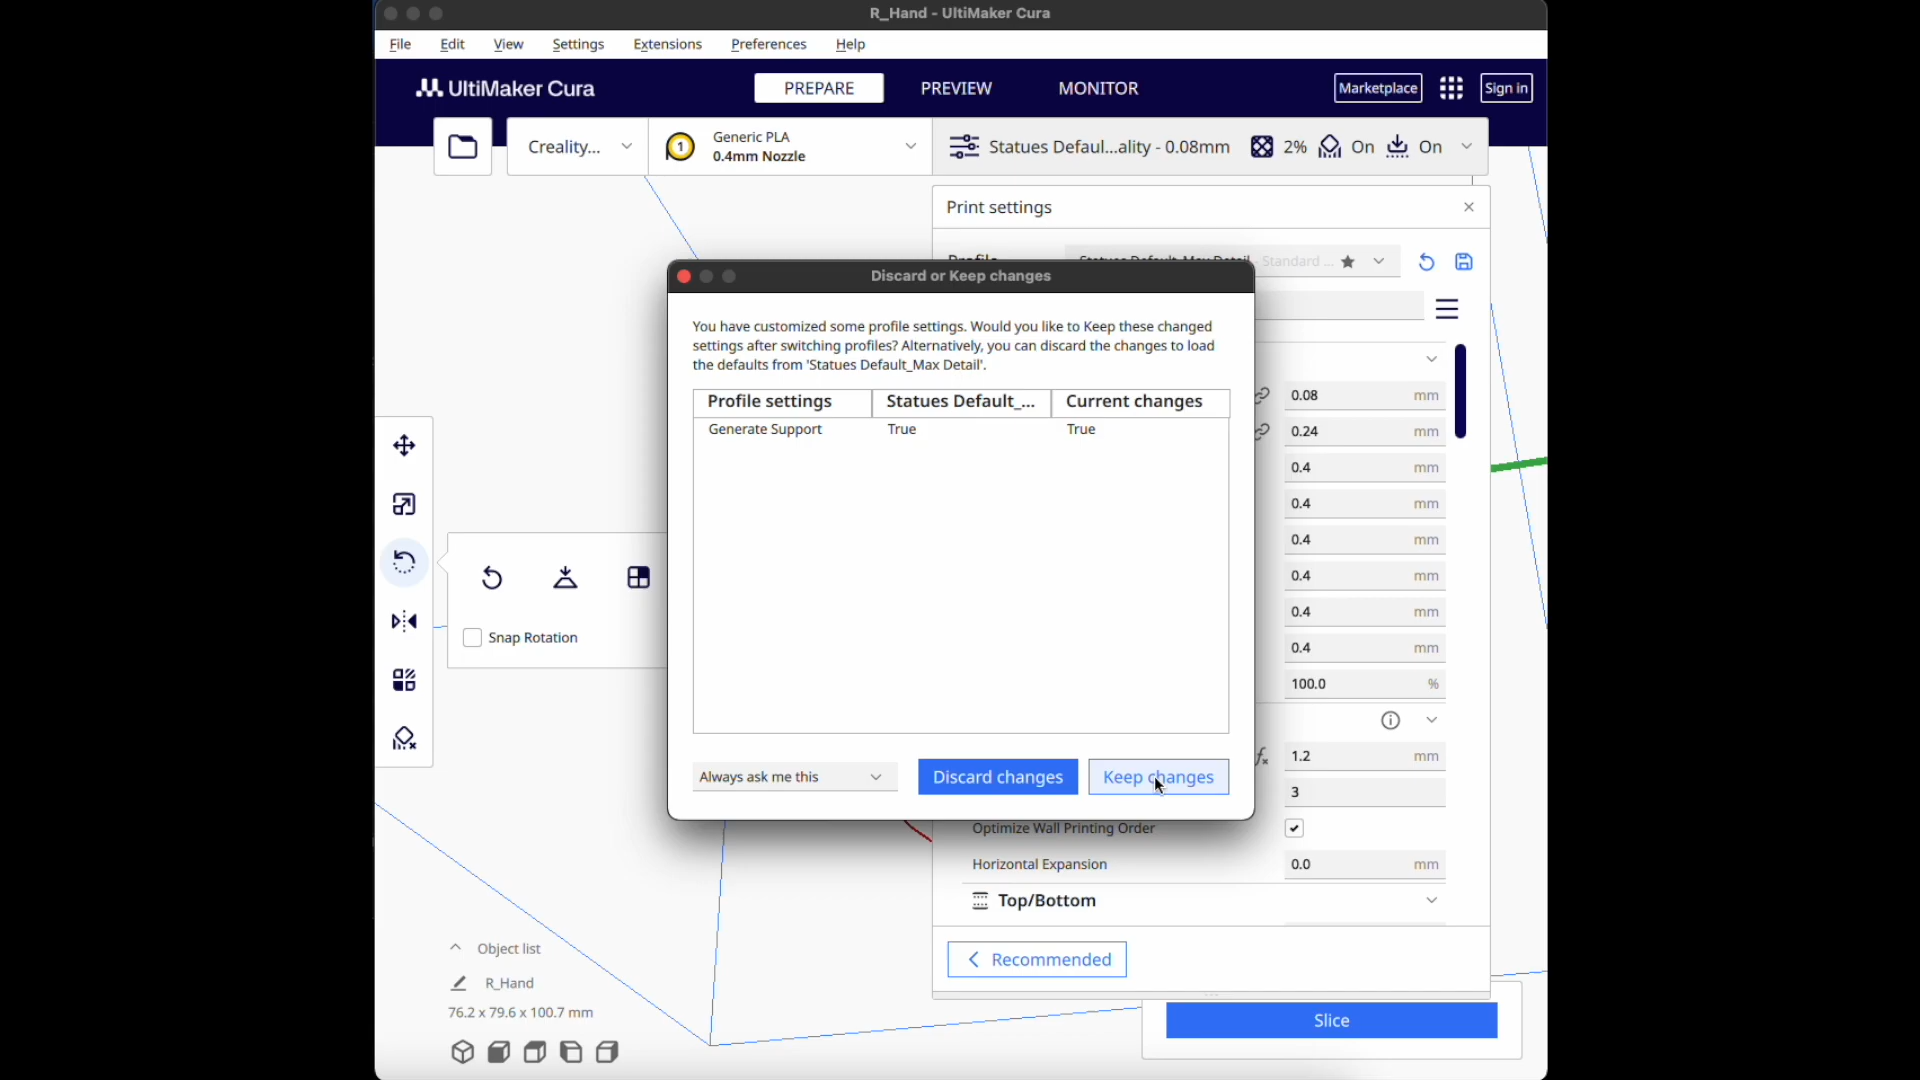 R_Hand - UltiMaker Cura
File Edit View Settings Extensions Preferences Help
UltiMaker Cura
PREPARE
PREVIEW
MONITOR
Marketplace
Sign in
Creality...
1
Generic PLA
0.4mm Nozzle
Statues Defaul...ality - 0.08mm
2%
On
On
Print settings
Standard ...
Discard or Keep changes
You have customized some profile settings. Would you like to Keep these changed
settings after switching profiles? Alternatively, you can discard the changes to load
the defaults from 'Statues Default_Max Detail'.
Profile settings Statues Default_... Current changes
Generate Support True True
Always ask me this
Discard changes
Keep changes
0.08 mm
0.24 mm
0.4 mm
0.4 mm
0.4 mm
0.4 mm
0.4 mm
0.4 mm
100.0 %
1.2 mm
3
Optimize Wall Printing Order
Horizontal Expansion 0.0 mm
Top/Bottom
Recommended
Snap Rotation
Object list
R_Hand
76.2 x 79.6 x 100.7 mm
Slice